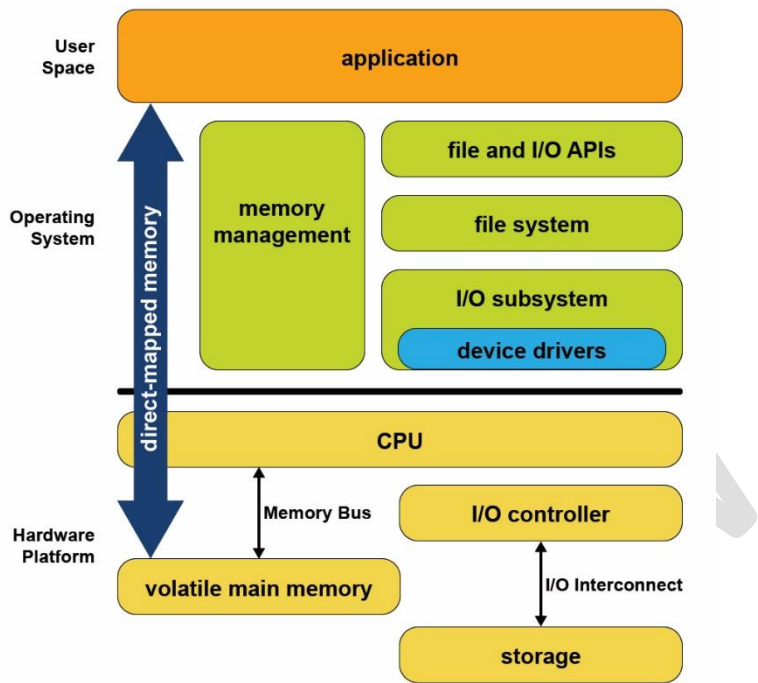 User
Space
application
direct-mapped memory
Operating
System
memory
management
file and I/O APIs
file system
I/O subsystem
device drivers
CPU
Memory Bus
I/O controller
Hardware
Platform
volatile main memory
I/O Interconnect
storage